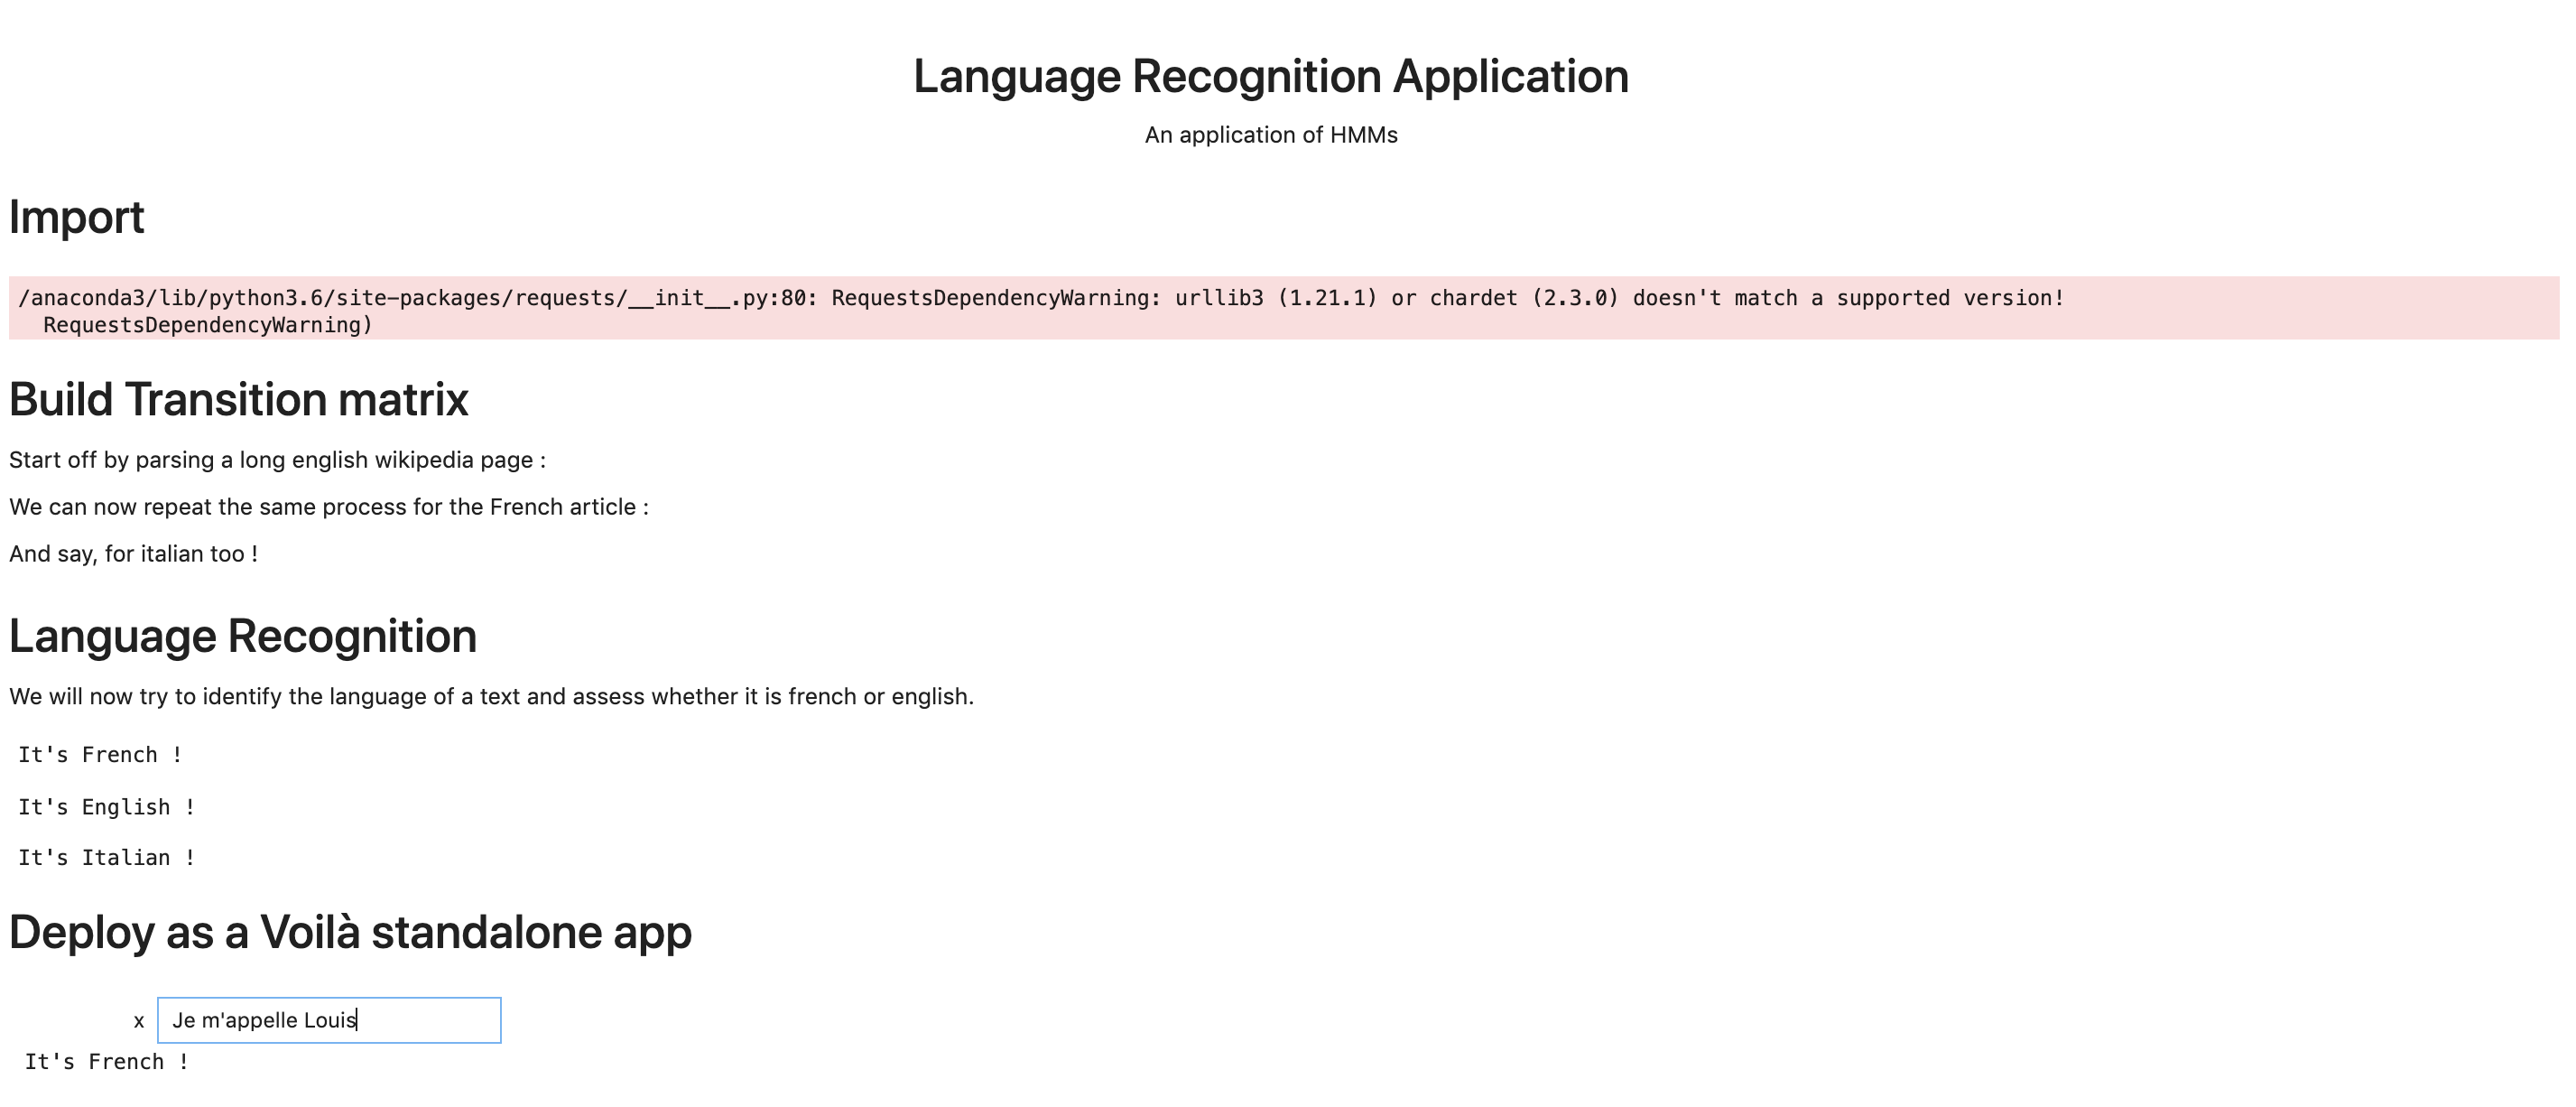 Language Recognition Application
An application of HMMs
Import
/anaconda3/lib/python3.6/site-packages/requests/__init__.py:80: RequestsDependencyWarning: urllib3 (1.21.1) or chardet (2.3.0) doesn't match a supported version!
  RequestsDependencyWarning)
Build Transition matrix
Start off by parsing a long english wikipedia page :
We can now repeat the same process for the French article :
And say, for italian too !
Language Recognition
We will now try to identify the language of a text and assess whether it is french or english.
It's French !
It's English !
It's Italian !
Deploy as a Voilà standalone app
x Je m'appelle Louis
It's French !